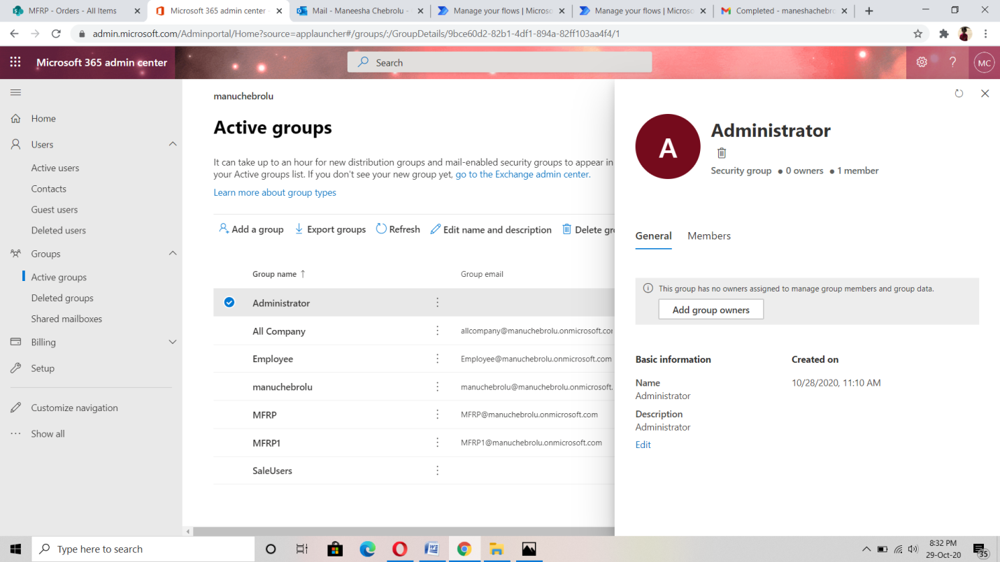 MFRP - Orders - All Items
Microsoft 365 admin center -
Mail - Maneesha Chebrolu -
Manage your flows | Microso
Manage your flows | Microso
Completed - maneshachebro
admin.microsoft.com/Adminportal/Home?source=applauncher#/groups/:/GroupDetails/9bce60d2-82b1-4df1-894a-82ff103aa4f4/1
Microsoft 365 admin center
Search
?
MC
Home
Users
Active users
Contacts
Guest users
Deleted users
Groups
Active groups
Deleted groups
Shared mailboxes
Billing
Setup
Customize navigation
Show all
manuchebrolu
Active groups
It can take up to an hour for new distribution groups and mail-enabled security groups to appear in
your Active groups list. If you don't see your new group yet, go to the Exchange admin center.
Learn more about group types
Add a group Export groups Refresh Edit name and description Delete gr
Group name ↑ Group email
Administrator
All Company allcompany@manuchebrolu.onmicrosoft.cor
Employee Employee@manuchebrolu.onmicrosoft.com
manuchebrolu manuchebrolu@manuchebrolu.onmicrosoft.
MFRP MFRP@manuchebrolu.onmicrosoft.com
MFRP1 MFRP1@manuchebrolu.onmicrosoft.com
SaleUsers
A
Administrator
Security group ● 0 owners ● 1 member
General Members
This group has no owners assigned to manage group members and group data.
Add group owners
Basic information Created on
Name 10/28/2020, 11:10 AM
Administrator
Description
Administrator
Edit
Type here to search
8:32 PM
29-Oct-20
35